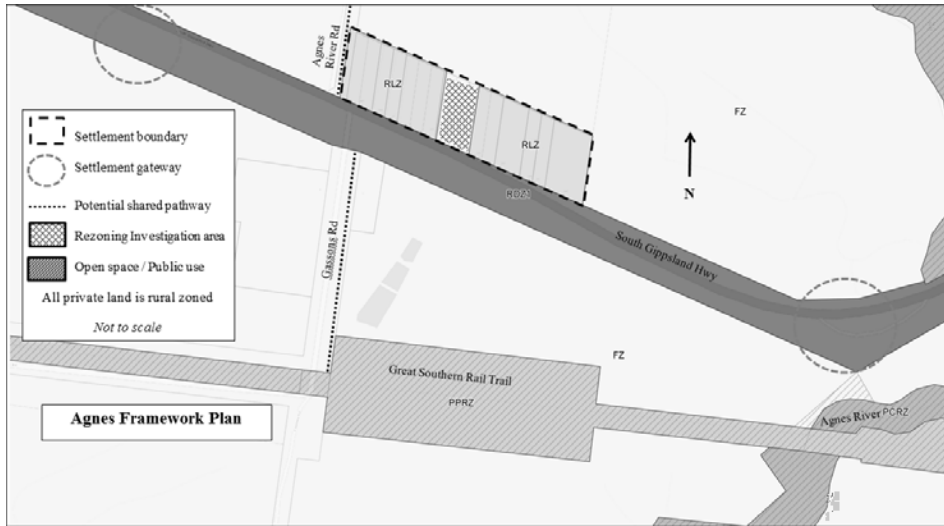 Agnes
River Rd
RLZ
FZ
Settlement boundary
RLZ
Settlement gateway
N
RDZ1
Potential shared pathway
Rezoning Investigation area
South Gippsland Hwy
Gassons Rd
Open space / Public use
All private land is rural zoned
Not to scale
FZ
Great Southern Rail Trail
PPRZ
Agnes Framework Plan
Agnes River
PCRZ